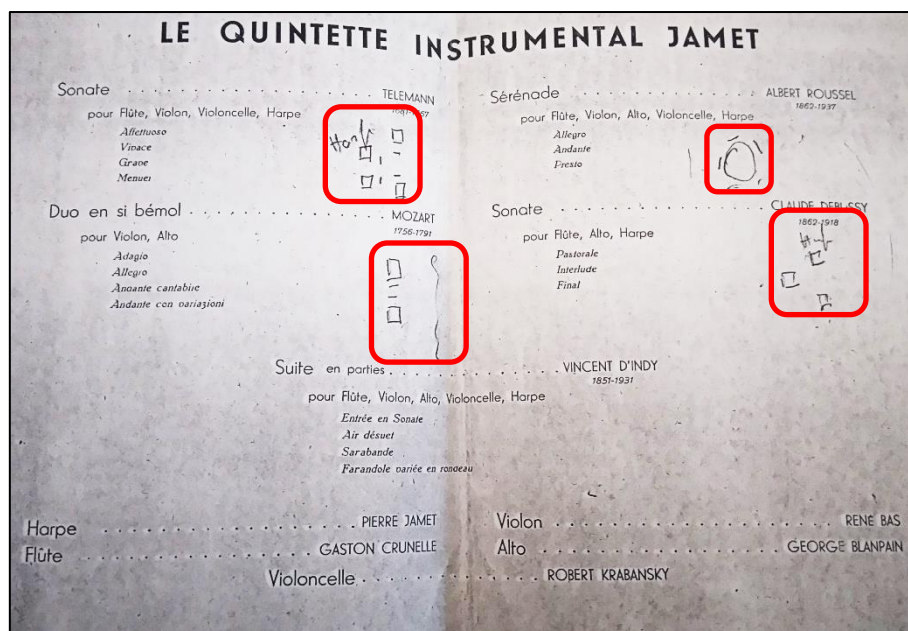 LE QUINTETTE INSTRUMENTAL JAMET
Sonate . . . . . . . . . . . . . . . . . . TELEMANN
pour Flûte, Violon, Violoncelle, Harpe
Affettuoso
Vivace
Grave
Menuet
Duo en si bémol . . . . . . . . . . . . . . MOZART
1756-1791
pour Violon, Alto
Adagio
Allegro
Andante cantabile
Andante con variazioni
Sérénade . . . . . . . . . . . . . . . . ALBERT ROUSSEL
1862-1937
pour Flûte, Violon, Alto, Violoncelle, Harpe
Allegro
Andante
Presto
Sonate . . . . . . . . . . . . . . . . . CLAUDE DEBUSSY
1862-1918
pour Flûte, Alto, Harpe
Pastorale
Interlude
Final
Suite en parties . . . . . . . . . . . . . . VINCENT D'INDY
1851-1931
pour Flûte, Violon, Alto, Violoncelle, Harpe
Entrée en Sonate
Air désuet
Sarabande
Farandole variée en rondeau
Harpe . . . . . . . . . . . . . . . . . PIERRE JAMET
Flûte . . . . . . . . . . . . . . . . GASTON CRUNELLE
Violon . . . . . . . . . . . . . . . . . . RENÉ BAS
Alto . . . . . . . . . . . . . . . . GEORGE BLANPAIN
Violoncelle . . . . . . . . . . . . ROBERT KRABANSKY